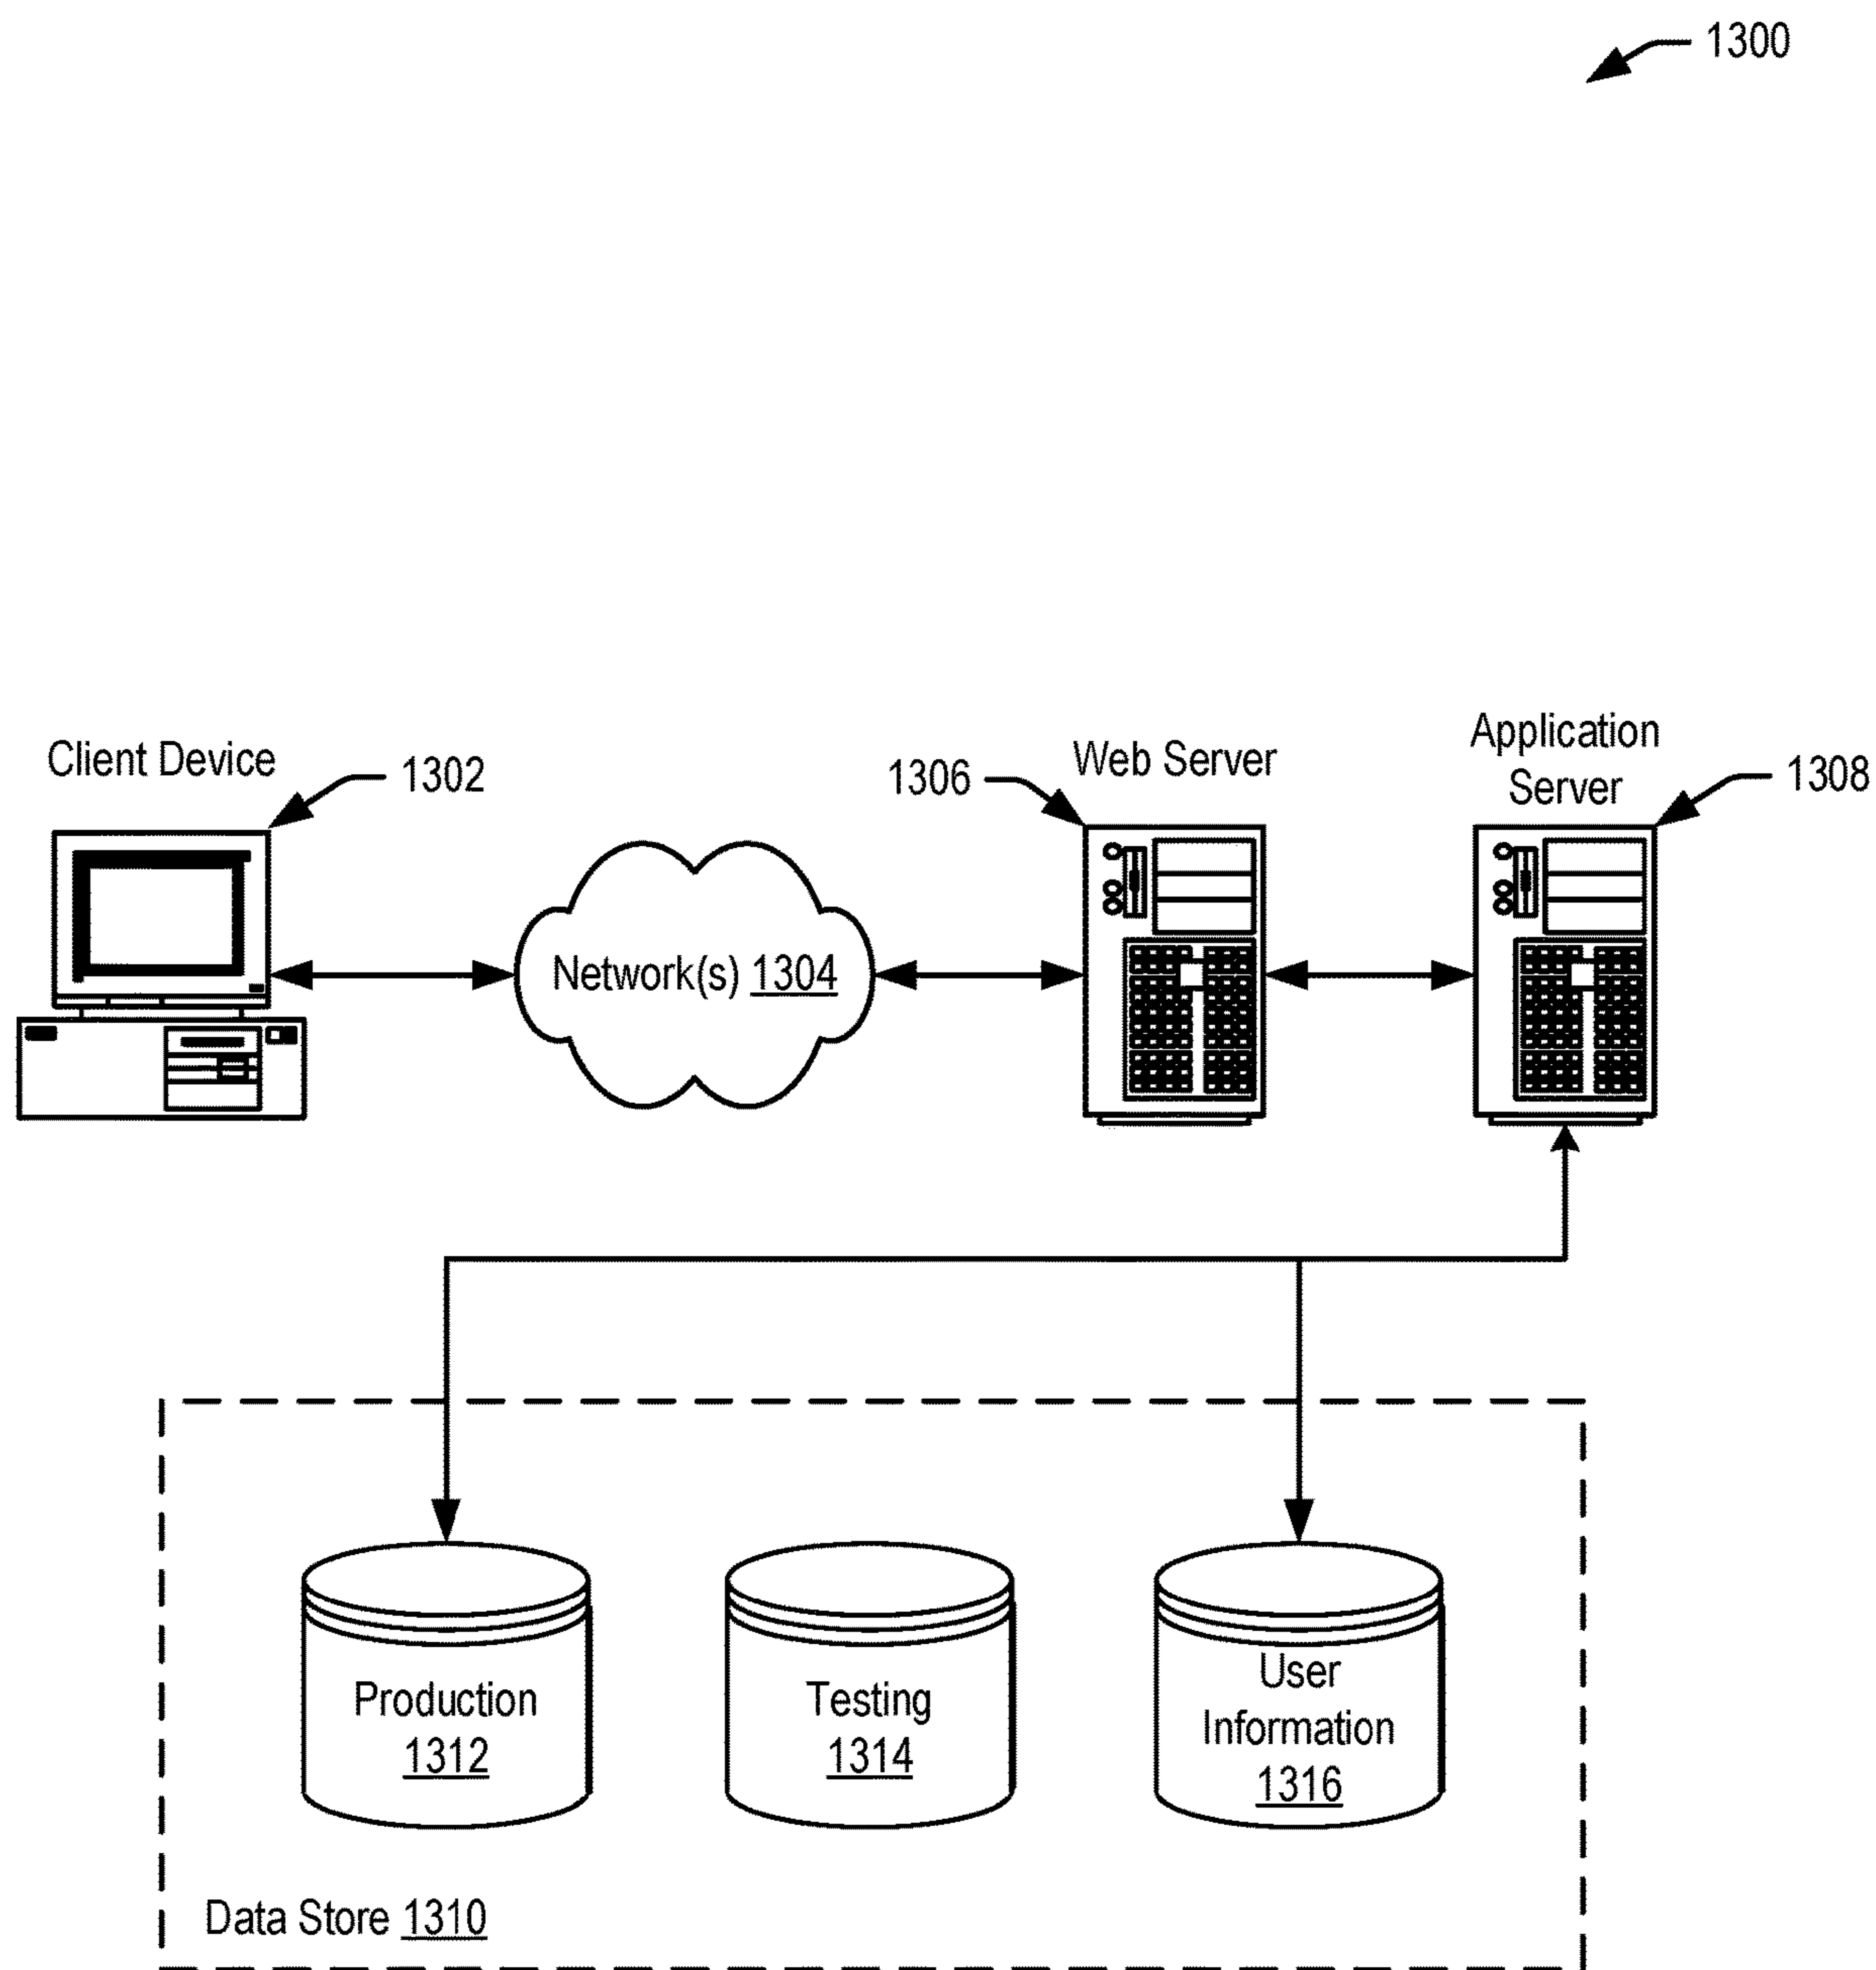 1300
Client Device
1302
1306
Web Server
Application
Server
1308
Network(s) 1304
Production
1312
Testing
1314
User
Information
1316
Data Store 1310